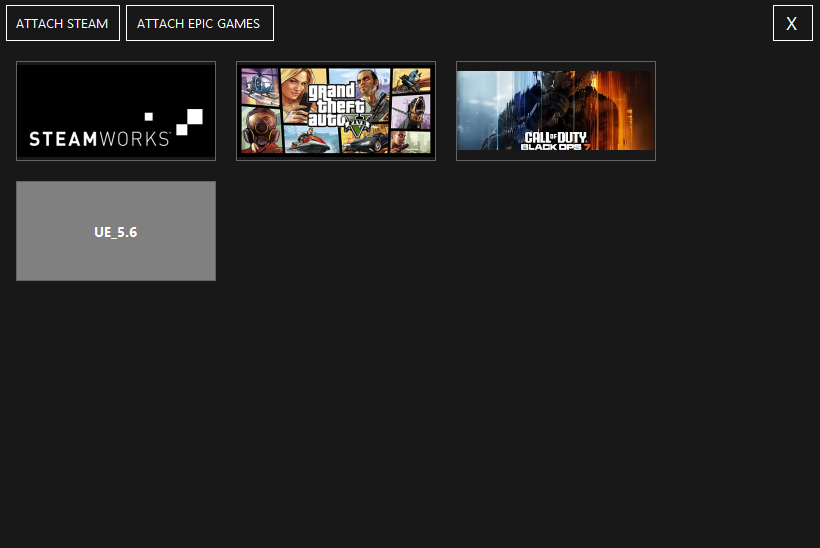 ATTACH STEAM
ATTACH EPIC GAMES
X
STEAMWORKS
grand
theft
auto
V
CALL OF DUTY
BLACK OPS 7
UE_5.6